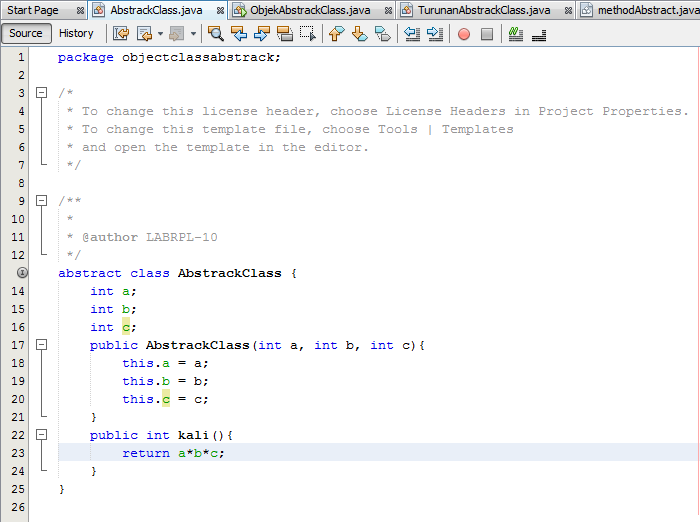 Start Page AbstrackClass.java ObjekAbstrackClass.java TurunanAbstrackClass.java methodAbstract.java
Source History
1 package objectclassabstrack;
2
3 /*
4 * To change this license header, choose License Headers in Project Properties.
5 * To change this template file, choose Tools | Templates
6 * and open the template in the editor.
7 */
8
9 /**
10 *
11 * @author LABRPL-10
12 */
abstract class AbstrackClass {
14 int a;
15 int b;
16 int c;
17 public AbstrackClass(int a, int b, int c){
18 this.a = a;
19 this.b = b;
20 this.c = c;
21 }
22 public int kali(){
23 return a*b*c;
24 }
25 }
26